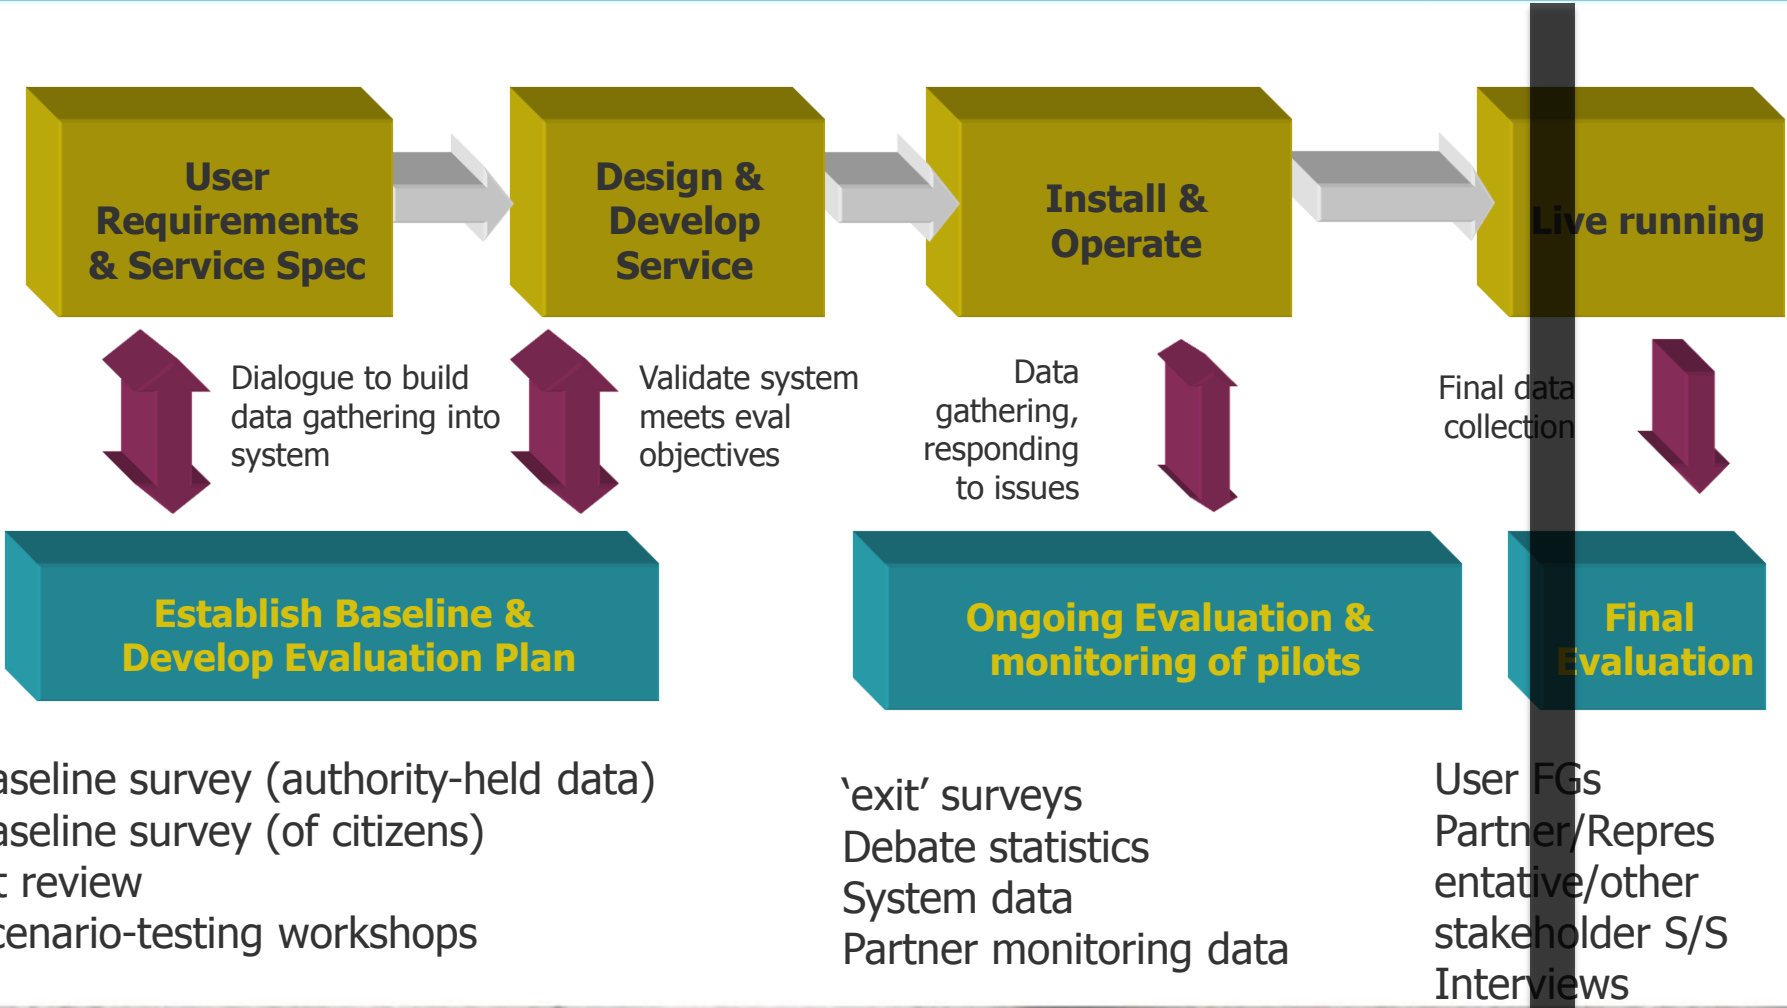 User
Requirements
& Service Spec
Design &
Develop
Service
Install &
Operate
Live running
Dialogue to build
data gathering into
system
Validate system
meets eval
objectives
Data
gathering,
responding
to issues
Final data
collection
Establish Baseline &
Develop Evaluation Plan
Ongoing Evaluation &
monitoring of pilots
Final
Evaluation
aseline survey (authority-held data)
aseline survey (of citizens)
t review
cenario-testing workshops
‘exit’ surveys
Debate statistics
System data
Partner monitoring data
User FGs
Partner/Repres
entative/other
stakeholder S/S
Interviews